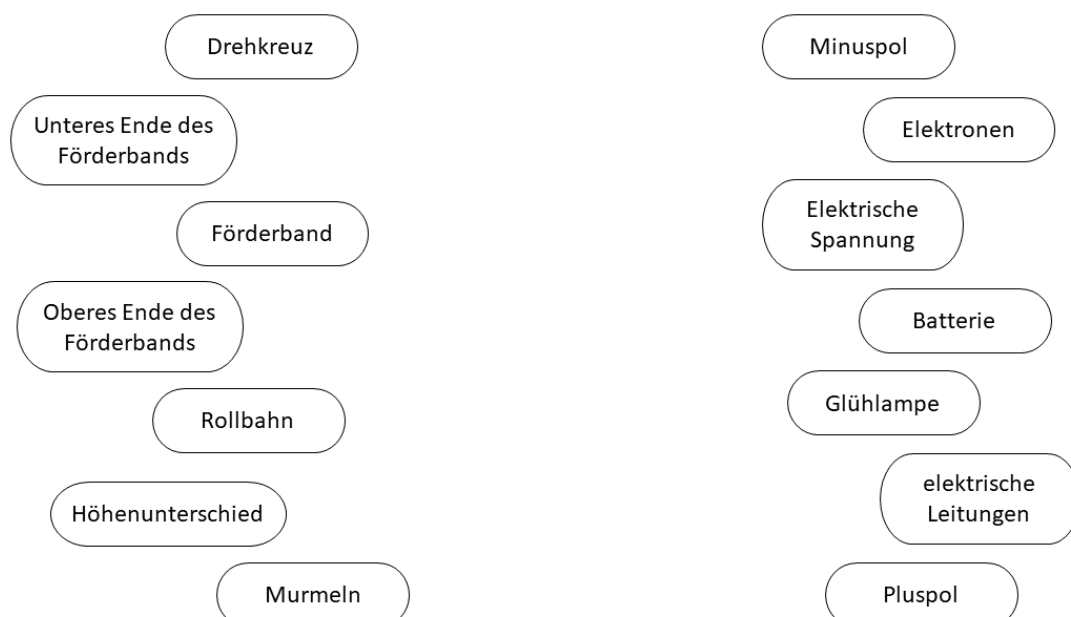 Drehkreuz
Unteres Ende des
Förderbands
Förderband
Oberes Ende des
Förderbands
Rollbahn
Höhenunterschied
Murmeln
Minuspol
Elektronen
Elektrische
Spannung
Batterie
Glühlampe
elektrische
Leitungen
Pluspol